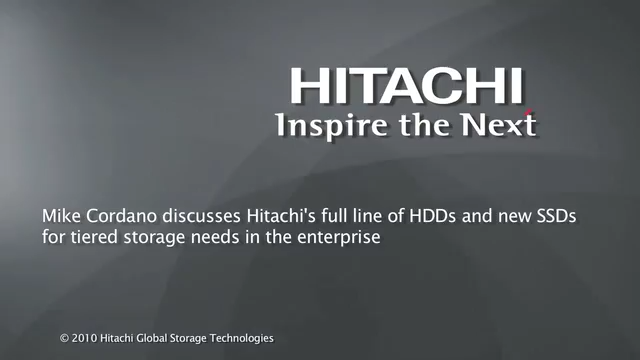 HITACHI
Inspire the Next
Mike Cordano discusses Hitachi's full line of HDDs and new SSDs
for tiered storage needs in the enterprise
© 2010 Hitachi Global Storage Technologies